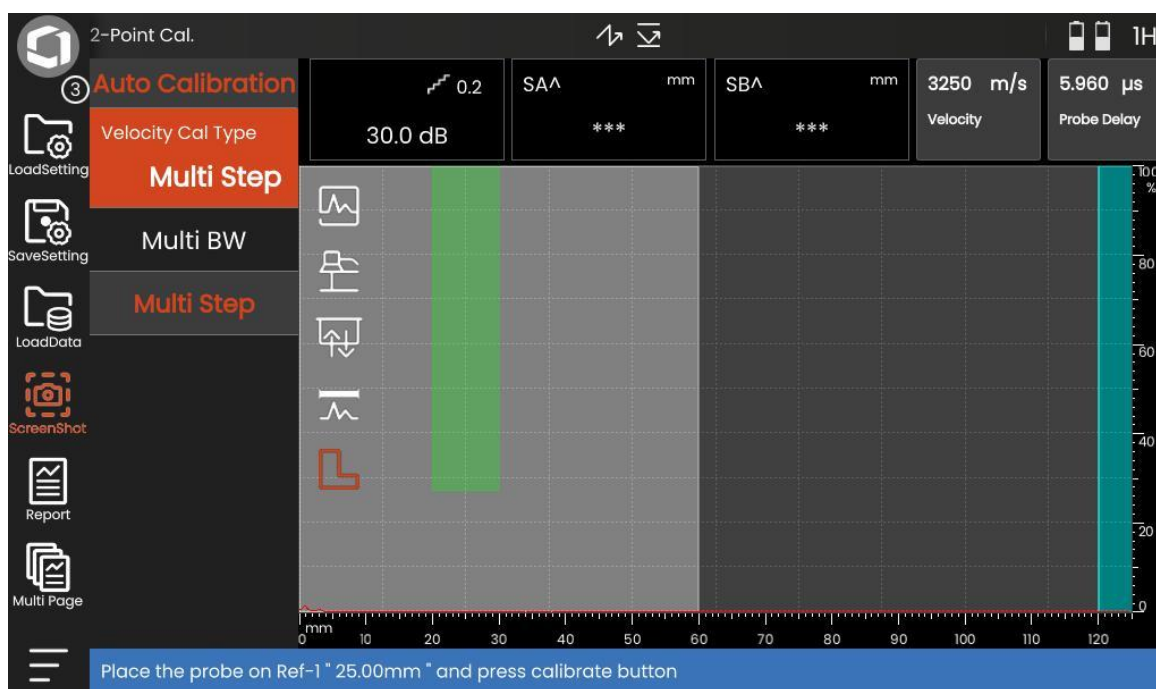 2-Point Cal.
1H
3
Auto Calibration
0.2
30.0 dB
SA^ mm
***
SB^ mm
***
3250 m/s
Velocity
5.960 µs
Probe Delay
LoadSetting
Velocity Cal Type
Multi Step
SaveSetting
Multi BW
Multi Step
LoadData
ScreenShot
Report
Multi Page
100
%
80
60
40
20
0
mm
0 10 20 30 40 50 60 70 80 90 100 110 120
Place the probe on Ref-1 " 25.00mm " and press calibrate button